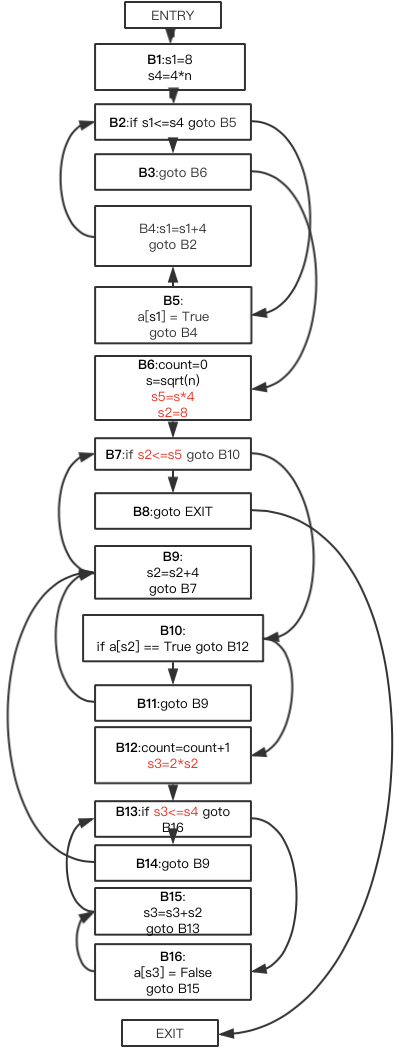 ENTRY
B1:s1=8
s4=4*n
B2:if s1<=s4 goto B5
B3:goto B6
B4:s1=s1+4
goto B2
B5:
a[s1] = True
goto B4
B6:count=0
s=sqrt(n)
s5=s*4
s2=8
B7:if s2<=s5 goto B10
B8:goto EXIT
B9:
s2=s2+4
goto B7
B10:
if a[s2] == True goto B12
B11:goto B9
B12:count=count+1
s3=2*s2
B13:if s3<=s4 goto
B16
B14:goto B9
B15:
s3=s3+s2
goto B13
B16:
a[s3] = False
goto B15
EXIT